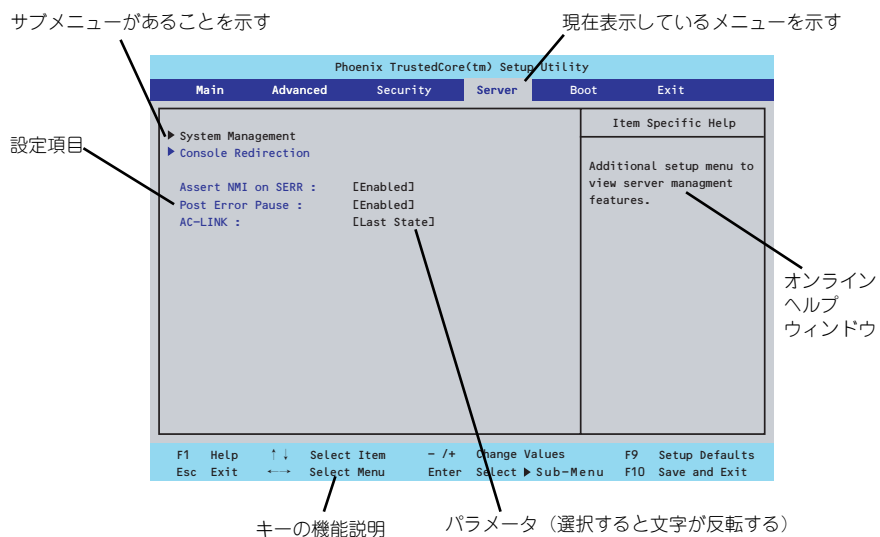 サブメニューがあることを示す
現在表示しているメニューを示す
Phoenix TrustedCore(tm) Setup Utility
Main Advanced Security Server Boot Exit
Item Specific Help
▶ System Management
▶ Console Redirection
設定項目
Additional setup menu to
view server managment
features.
Assert NMI on SERR : [Enabled]
Post Error Pause : [Enabled]
AC-LINK : [Last State]
オンライン
ヘルプ
ウィンドウ
F1 Help ↑↓ Select Item - /+ Change Values F9 Setup Defaults
Esc Exit ←→ Select Menu Enter Select ▶ Sub-Menu F10 Save and Exit
キーの機能説明
パラメータ（選択すると文字が反転する）